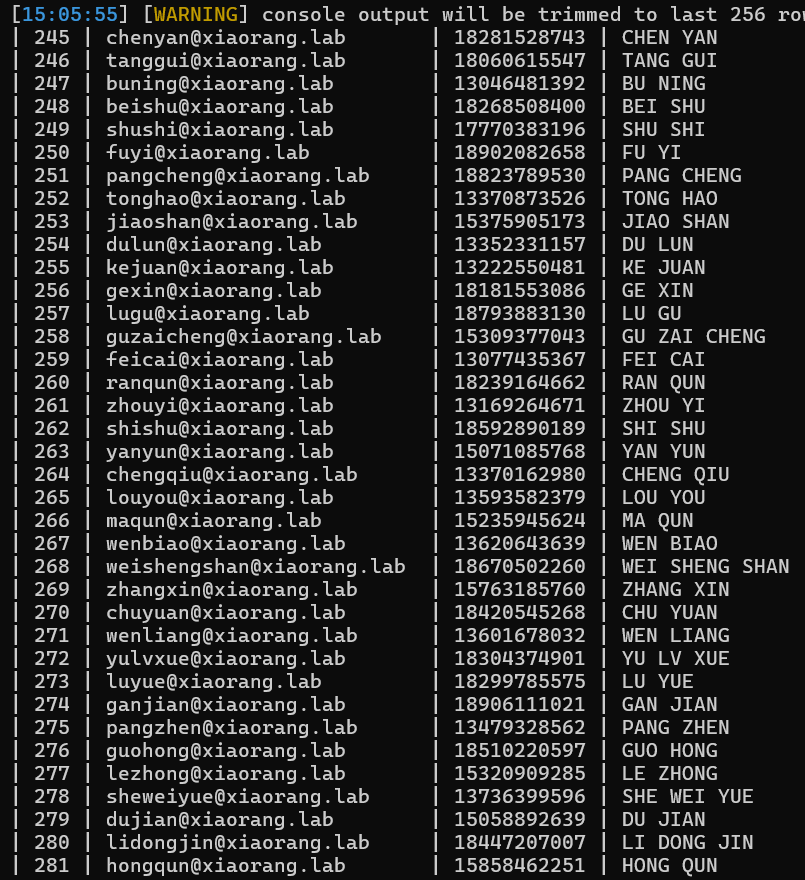 [15:05:55] [WARNING] console output will be trimmed to last 256 row
| 245 | chenyan@xiaorang.lab | 18281528743 | CHEN YAN
| 246 | tanggui@xiaorang.lab | 18060615547 | TANG GUI
| 247 | buning@xiaorang.lab | 13046481392 | BU NING
| 248 | beishu@xiaorang.lab | 18268508400 | BEI SHU
| 249 | shushi@xiaorang.lab | 17770383196 | SHU SHI
| 250 | fuyi@xiaorang.lab | 18902082658 | FU YI
| 251 | pangcheng@xiaorang.lab | 18823789530 | PANG CHENG
| 252 | tonghao@xiaorang.lab | 13370873526 | TONG HAO
| 253 | jiaoshan@xiaorang.lab | 15375905173 | JIAO SHAN
| 254 | dulun@xiaorang.lab | 13352331157 | DU LUN
| 255 | kejuan@xiaorang.lab | 13222550481 | KE JUAN
| 256 | gexin@xiaorang.lab | 18181553086 | GE XIN
| 257 | lugu@xiaorang.lab | 18793883130 | LU GU
| 258 | guzaicheng@xiaorang.lab | 15309377043 | GU ZAI CHENG
| 259 | feicai@xiaorang.lab | 13077435367 | FEI CAI
| 260 | ranqun@xiaorang.lab | 18239164662 | RAN QUN
| 261 | zhouyi@xiaorang.lab | 13169264671 | ZHOU YI
| 262 | shishu@xiaorang.lab | 18592890189 | SHI SHU
| 263 | yanyun@xiaorang.lab | 15071085768 | YAN YUN
| 264 | chengqiu@xiaorang.lab | 13370162980 | CHENG QIU
| 265 | louyou@xiaorang.lab | 13593582379 | LOU YOU
| 266 | maqun@xiaorang.lab | 15235945624 | MA QUN
| 267 | wenbiao@xiaorang.lab | 13620643639 | WEN BIAO
| 268 | weishengshan@xiaorang.lab | 18670502260 | WEI SHENG SHAN
| 269 | zhangxin@xiaorang.lab | 15763185760 | ZHANG XIN
| 270 | chuyuan@xiaorang.lab | 18420545268 | CHU YUAN
| 271 | wenliang@xiaorang.lab | 13601678032 | WEN LIANG
| 272 | yulvxue@xiaorang.lab | 18304374901 | YU LV XUE
| 273 | luyue@xiaorang.lab | 18299785575 | LU YUE
| 274 | ganjian@xiaorang.lab | 18906111021 | GAN JIAN
| 275 | pangzhen@xiaorang.lab | 13479328562 | PANG ZHEN
| 276 | guohong@xiaorang.lab | 18510220597 | GUO HONG
| 277 | lezhong@xiaorang.lab | 15320909285 | LE ZHONG
| 278 | sheweiyue@xiaorang.lab | 13736399596 | SHE WEI YUE
| 279 | dujian@xiaorang.lab | 15058892639 | DU JIAN
| 280 | lidongjin@xiaorang.lab | 18447207007 | LI DONG JIN
| 281 | hongqun@xiaorang.lab | 15858462251 | HONG QUN